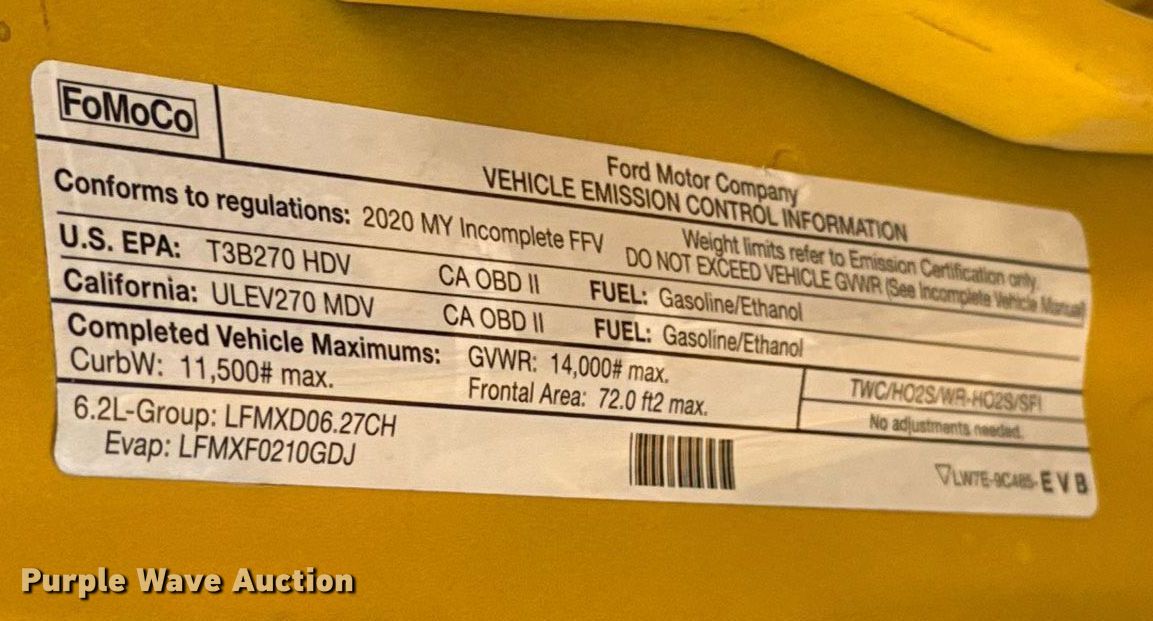 FoMoCo
Ford Motor Company
VEHICLE EMISSION CONTROL INFORMATION
Conforms to regulations: 2020 MY Incomplete FFV
Weight limits refer to Emission Certification only.
DO NOT EXCEED VEHICLE GVWR (See Incomplete Vehicle Manual)
U.S. EPA: T3B270 HDV CA OBD II FUEL: Gasoline/Ethanol
California: ULEV270 MDV CA OBD II FUEL: Gasoline/Ethanol
Completed Vehicle Maximums: GVWR: 14,000# max.
CurbW: 11,500# max. Frontal Area: 72.0 ft2 max.
TWC/HO2S/WR-HO2S/SFI
No adjustments needed.
6.2L-Group: LFMXD06.27CH
Evap: LFMXF0210GDJ
LW7E-9C485-EVB
Purple Wave Auction